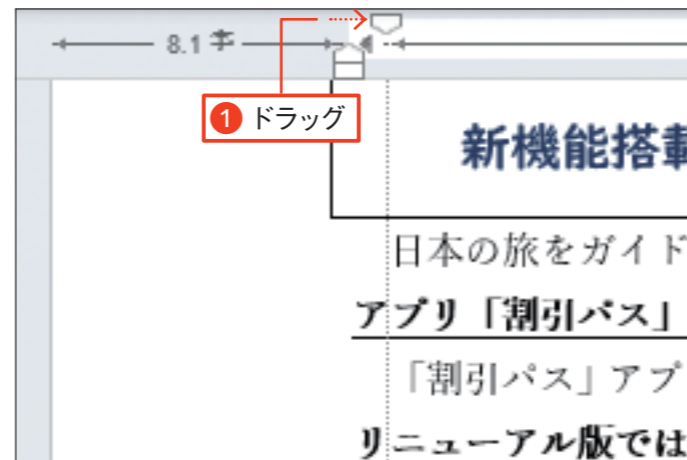 8.1 字
1 ドラッグ
新機能搭載
日本の旅をガイド
アプリ「割引パス」
「割引パス」アプ
リニューアル版では